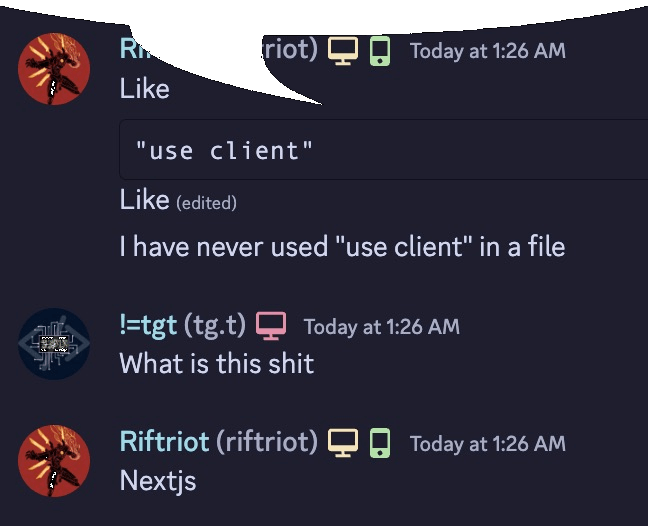 triot) Today at 1:26 AM
Like
"use client"
Like (edited)
I have never used "use client" in a file
!=tgt (tg.t) Today at 1:26 AM
What is this shit
Riftriot (riftriot) Today at 1:26 AM
Nextjs